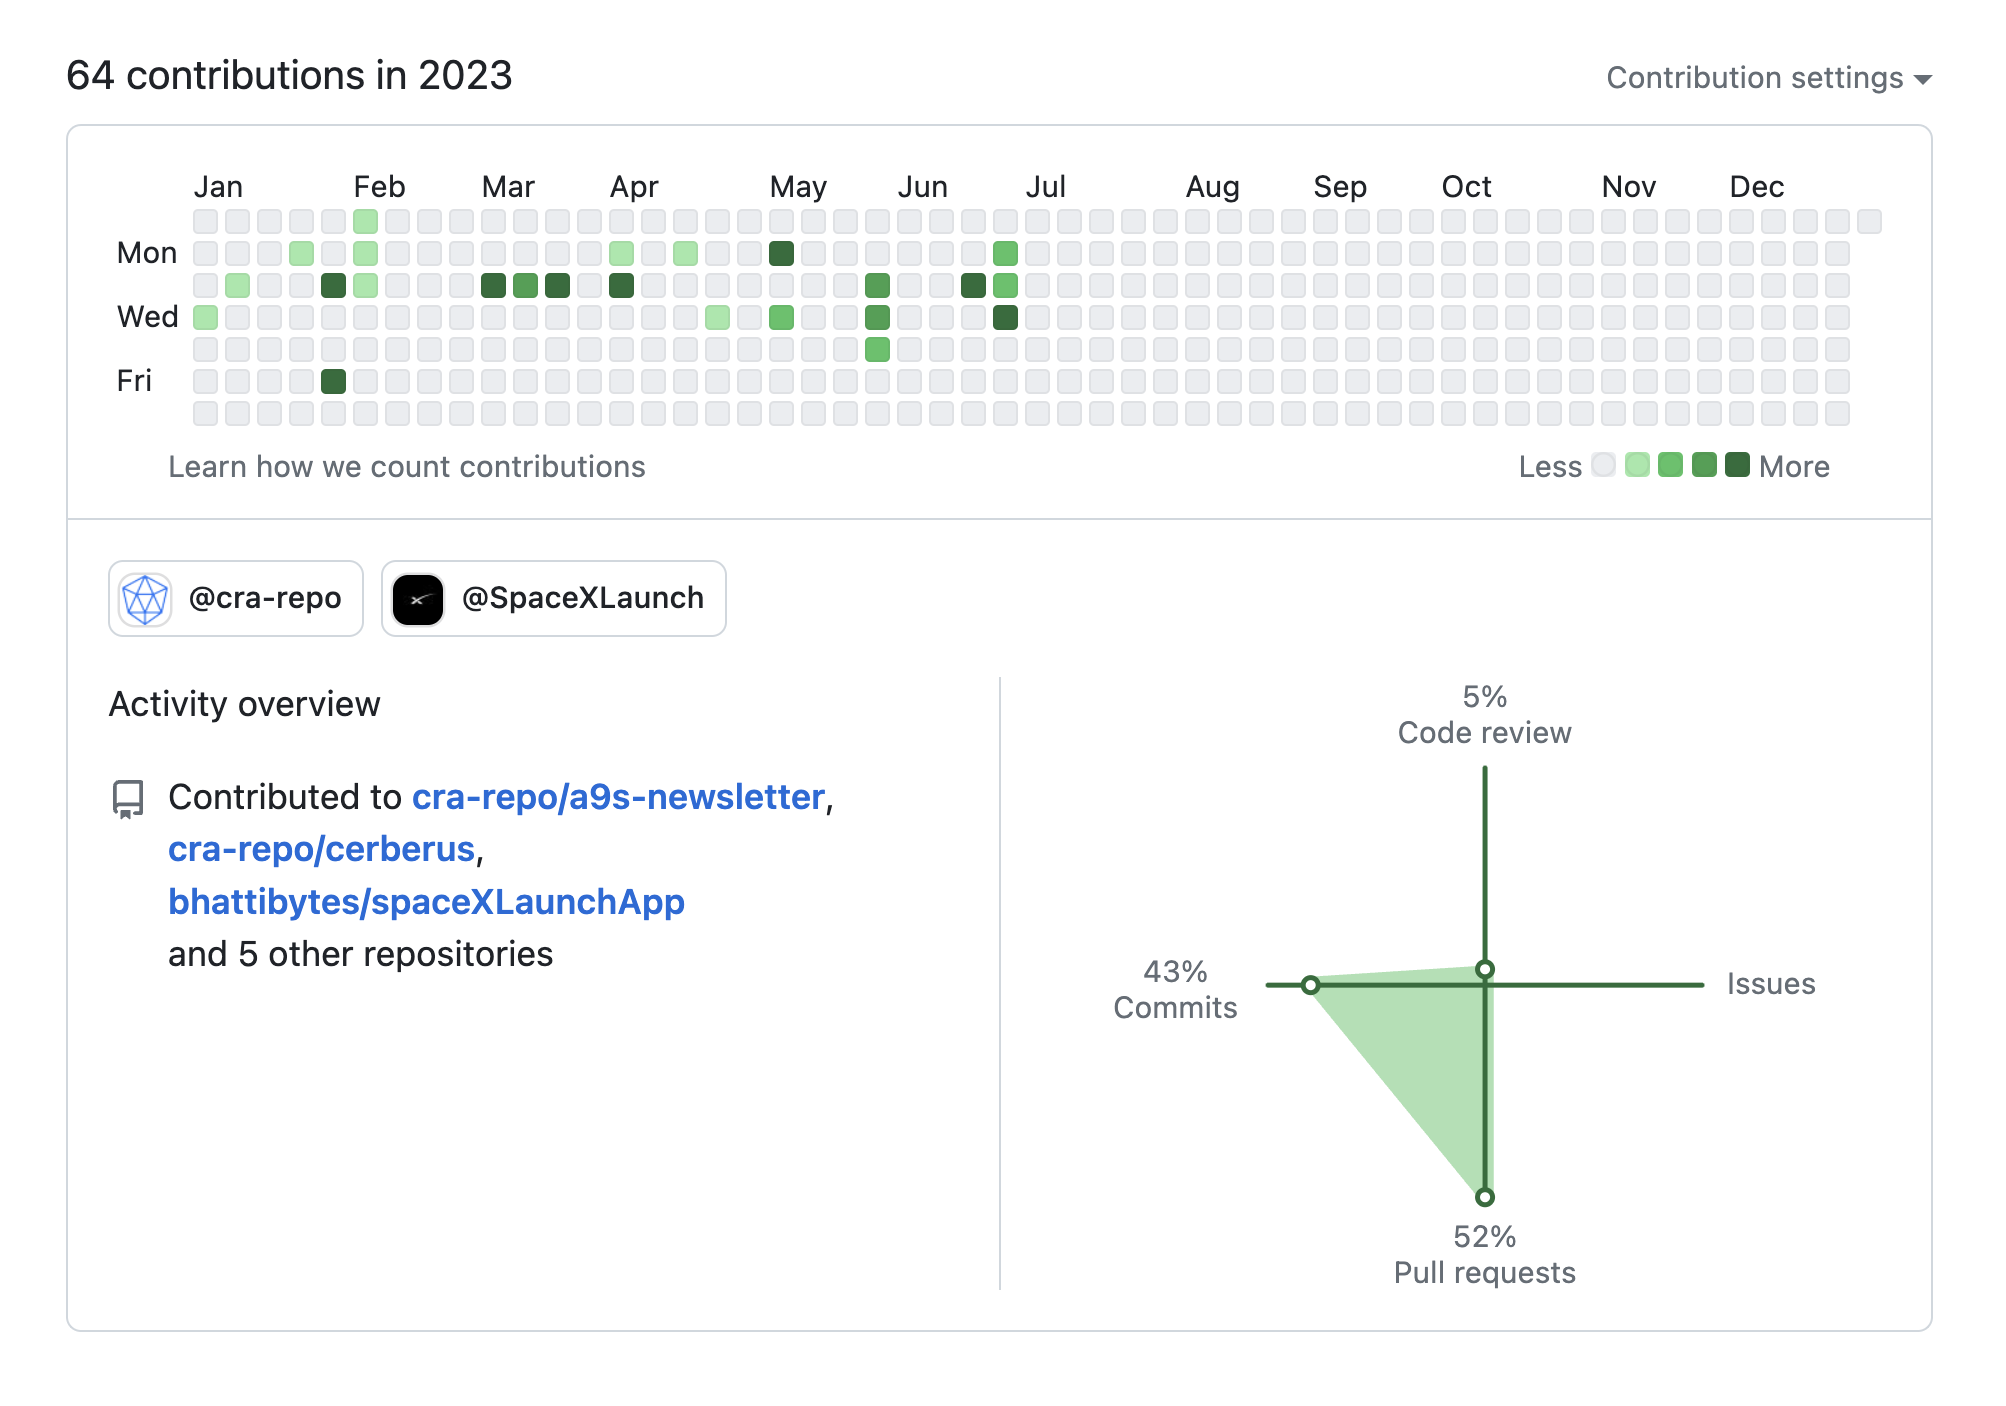 64 contributions in 2023
Contribution settings
Jan Feb Mar Apr May Jun Jul Aug Sep Oct Nov Dec
Mon
Wed
Fri
Learn how we count contributions
Less More
@cra-repo @SpaceXLaunch
Activity overview
Contributed to cra-repo/a9s-newsletter,
cra-repo/cerberus,
bhattibytes/spaceXLaunchApp
and 5 other repositories
5%
Code review
43%
Commits
Issues
52%
Pull requests